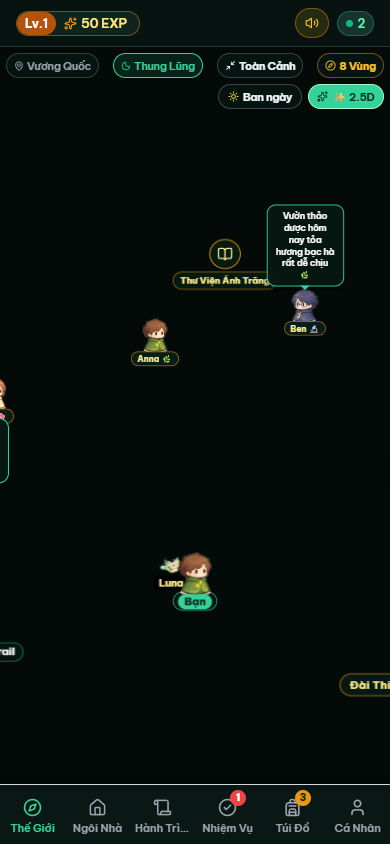 Lv.1 50 EXP
2
Vương Quốc Thung Lũng Toàn Cảnh 8 Vùng
Ban ngày ✨ 2.5D
Vườn thảo
dược hôm
nay tỏa
hương bạc hà
rất dễ chịu
🌿
Thư Viện Ánh Trăng
Ben 🔬
Anna 🌿
Luna
Bạn
rail
Đài Thi
Thế Giới Ngôi Nhà Hành Trì... Nhiệm Vụ 1 Túi Đồ 3 Cá Nhân